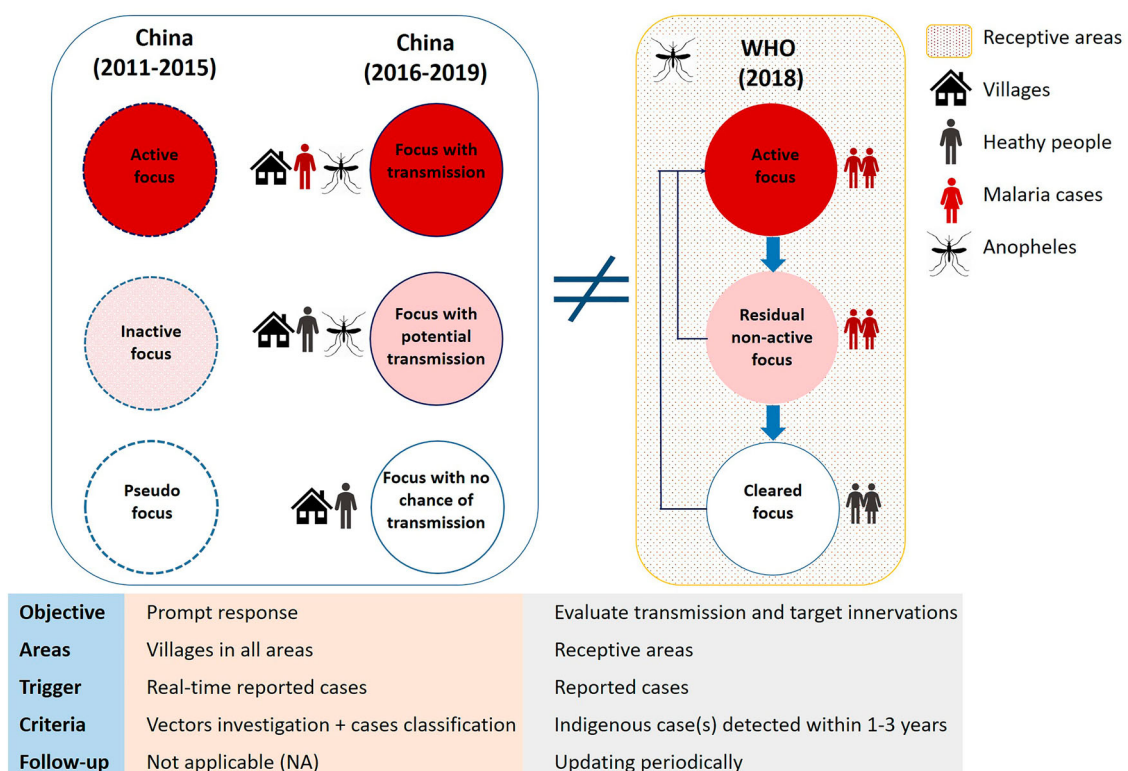 China
(2011-2015)
China
(2016-2019)
WHO
(2018)
Receptive areas
Villages
Heathy people
Malaria cases
Anopheles
Active
focus
Focus with
transmission
Active
focus
Inactive
focus
Focus with
potential
transmission
Residual
non-active
focus
Pseudo
focus
Focus with no
chance of
transmission
Cleared
focus
Objective Prompt response Evaluate transmission and target innervations
Areas Villages in all areas Receptive areas
Trigger Real-time reported cases Reported cases
Criteria Vectors investigation + cases classification Indigenous case(s) detected within 1-3 years
Follow-up Not applicable (NA) Updating periodically